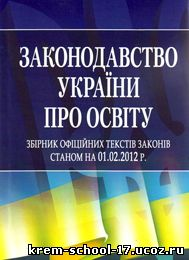 ЗАКОНОДАВСТВО
УКРАЇНИ
ПРО ОСВІТУ
ЗБІРНИК ОФІЦІЙНИХ ТЕКСТІВ ЗАКОНІВ
СТАНОМ НА 01.02.2012 р.
krem-school-17.ucoz.ru